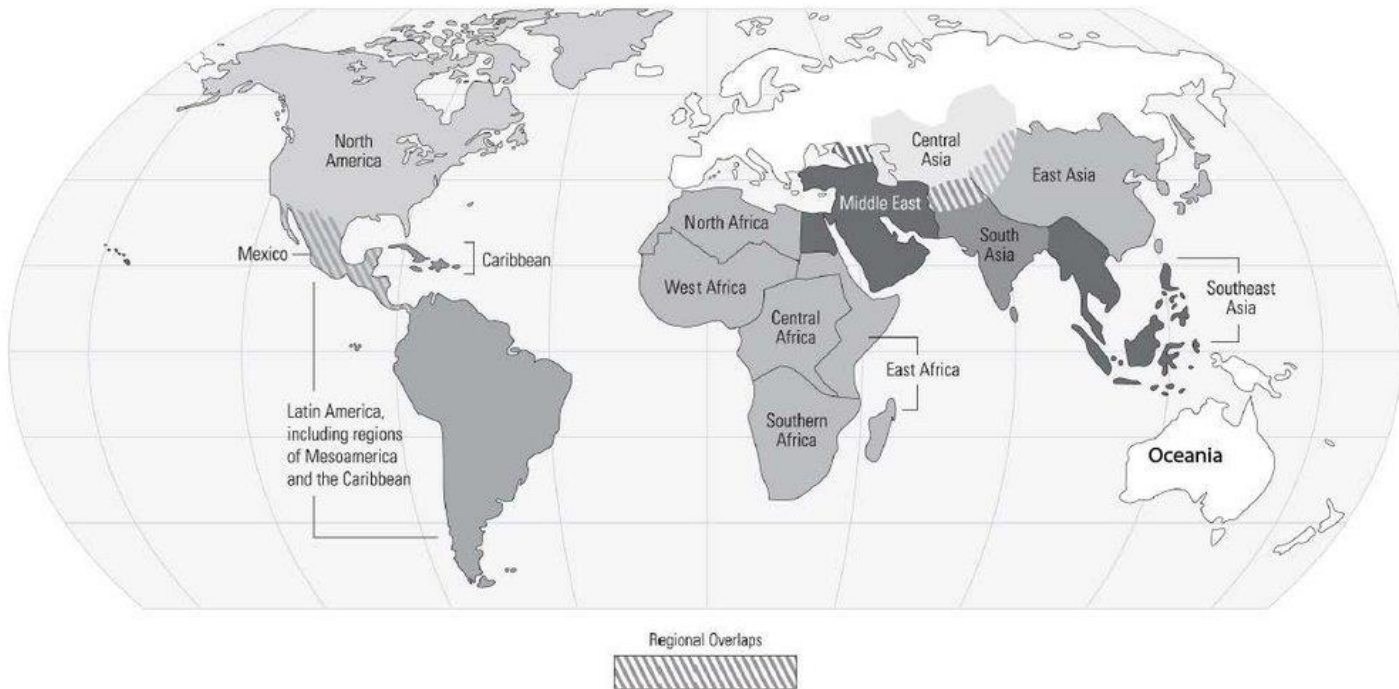 North
America
Central
Asia
East Asia
Middle East
North Africa
South
Asia
Mexico
Caribbean
West Africa
Southeast
Asia
Central
Africa
East Africa
Latin America,
including regions
of Mesoamerica
and the Caribbean
Southern
Africa
Oceania
Regional Overlaps